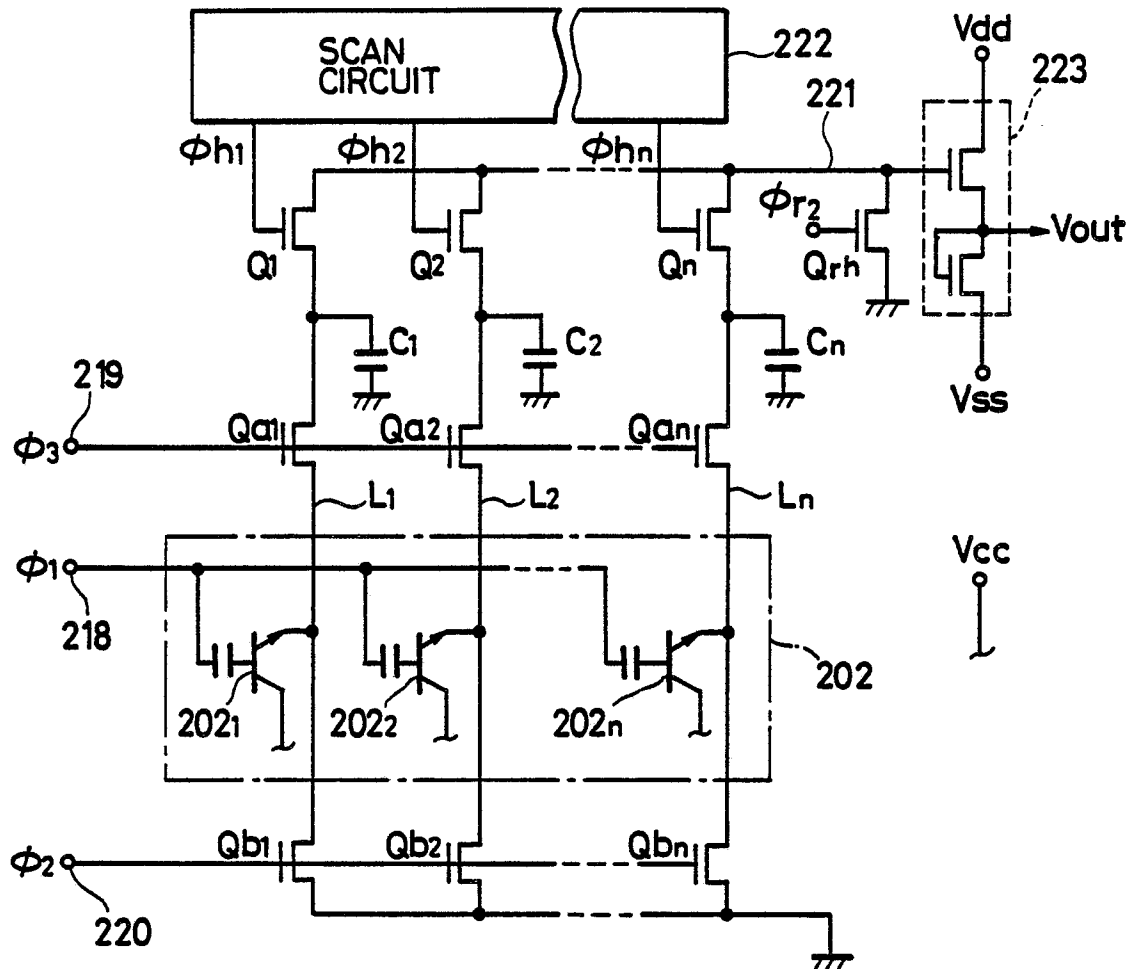 SCAN
CIRCUIT
222
Vdd
223
221
ϕh1
ϕh2
ϕhn
ϕr2
Vout
Q1
Q2
Qn
Qrh
C1
C2
Cn
Vss
219
ϕ3
Qa1
Qa2
Qan
L1
L2
Ln
ϕ1
218
Vcc
202
2021
2022
202n
Qb1
Qb2
Qbn
ϕ2
220